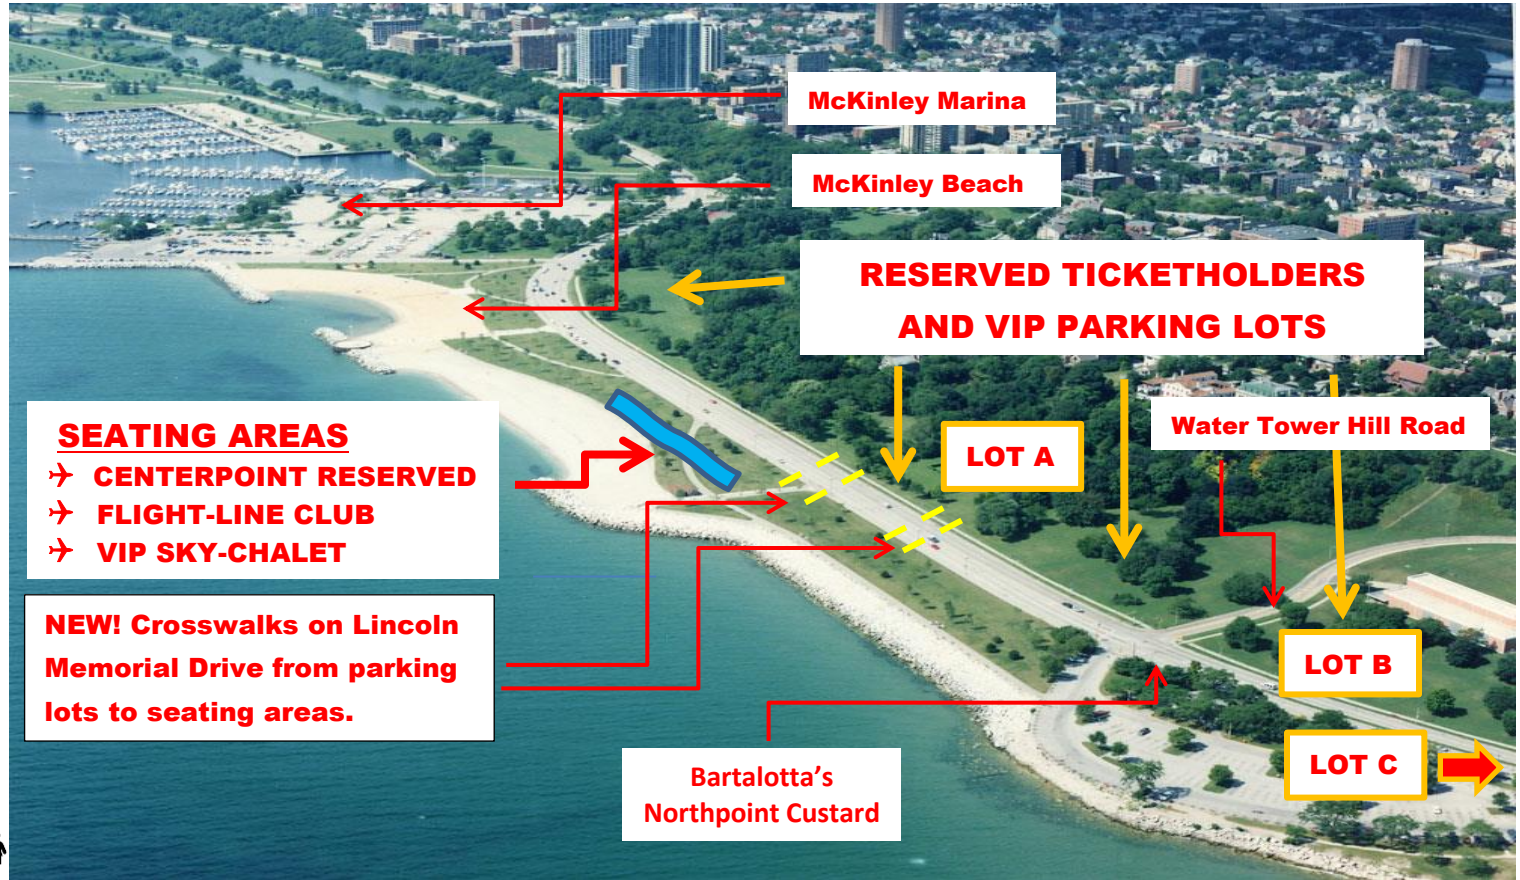 McKinley Marina
McKinley Beach
RESERVED TICKETHOLDERS
AND VIP PARKING LOTS
SEATING AREAS
CENTERPOINT RESERVED
FLIGHT-LINE CLUB
VIP SKY-CHALET
LOT A
Water Tower Hill Road
NEW! Crosswalks on Lincoln
Memorial Drive from parking
lots to seating areas.
LOT B
LOT C
Bartalotta’s
Northpoint Custard